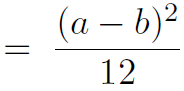 = (a − b)² / 12